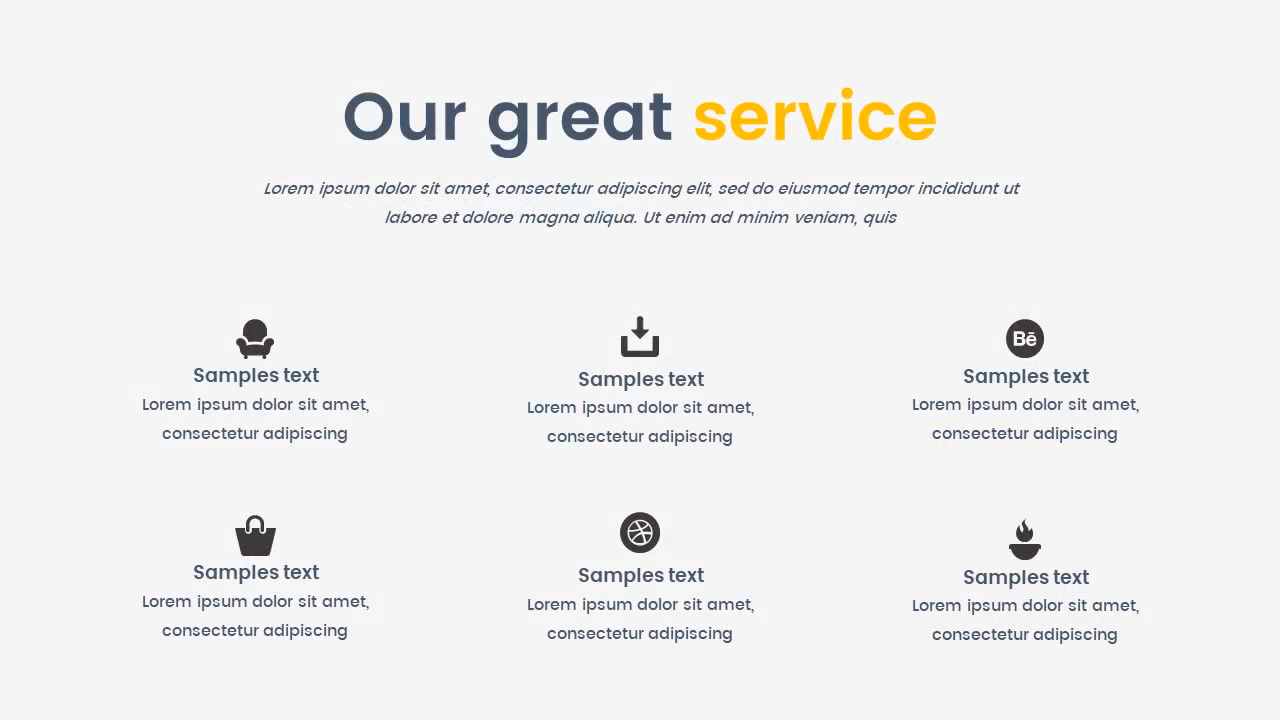 Our great service
Lorem ipsum dolor sit amet, consectetur adipiscing elit, sed do eiusmod tempor incididunt ut
labore et dolore magna aliqua. Ut enim ad minim veniam, quis
Samples text
Lorem ipsum dolor sit amet,
consectetur adipiscing
Samples text
Lorem ipsum dolor sit amet,
consectetur adipiscing
Bē
Samples text
Lorem ipsum dolor sit amet,
consectetur adipiscing
Samples text
Lorem ipsum dolor sit amet,
consectetur adipiscing
Samples text
Lorem ipsum dolor sit amet,
consectetur adipiscing
Samples text
Lorem ipsum dolor sit amet,
consectetur adipiscing